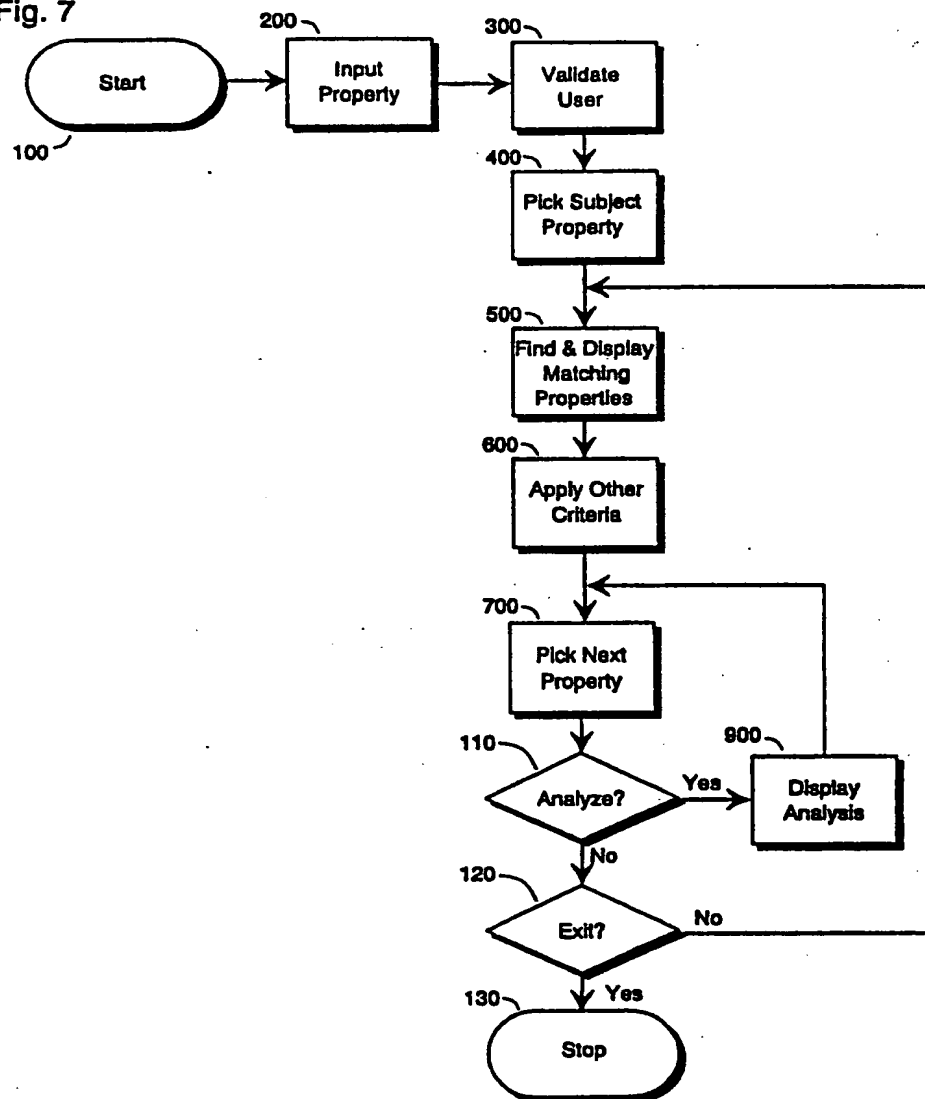 Fig. 7
200
300
Start
Input
Property
Validate
User
100
400
Pick Subject
Property
500
Find & Display
Matching
Properties
600
Apply Other
Criteria
700
Pick Next
Property
110
900
Analyze?
Yes
Display
Analysis
No
120
Exit?
No
130
Yes
Stop